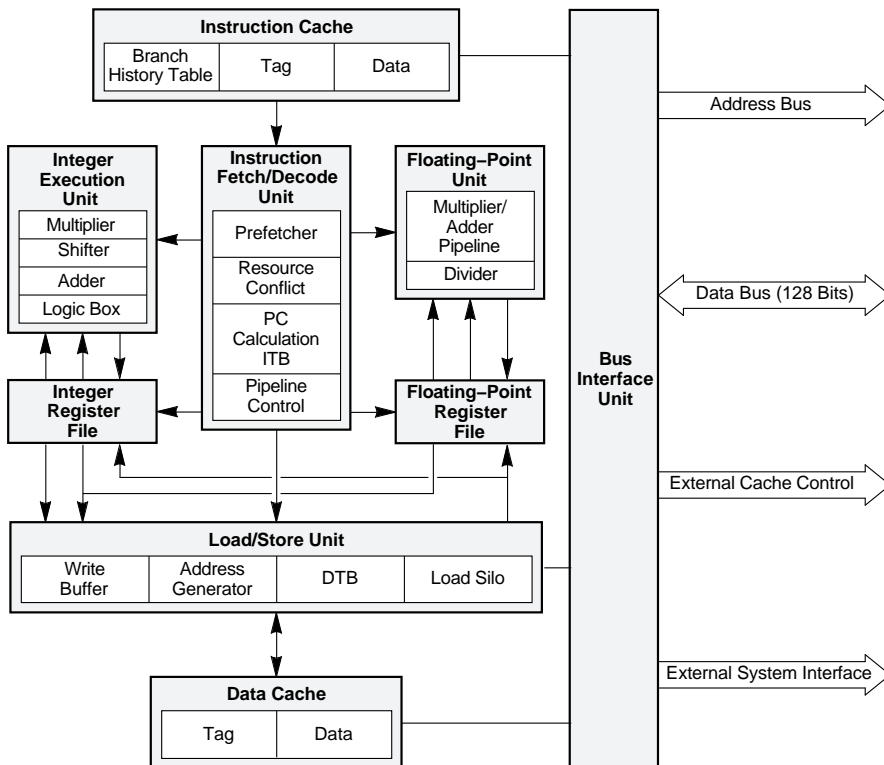 Instruction Cache
Branch
History Table
Tag
Data
Integer
Execution
Unit
Multiplier
Shifter
Adder
Logic Box
Instruction
Fetch/Decode
Unit
Prefetcher
Resource
Conflict
PC
Calculation
ITB
Pipeline
Control
Floating–Point
Unit
Multiplier/
Adder
Pipeline
Divider
Integer
Register
File
Floating–Point
Register
File
Load/Store Unit
Write
Buffer
Address
Generator
DTB
Load Silo
Data Cache
Tag
Data
Bus
Interface
Unit
Address Bus
Data Bus (128 Bits)
External Cache Control
External System Interface